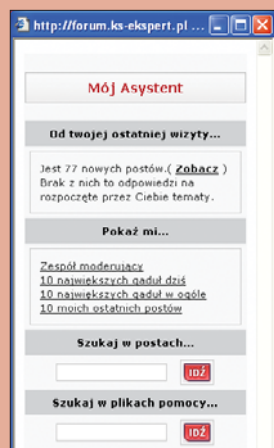 http://forum.ks-ekspert.pl ...
Mój Asystent
Od twojej ostatniej wizyty...
Jest 77 nowych postów.( Zobacz )
Brak z nich to odpowiedzi na
rozpoczęte przez Ciebie tematy.
Pokaż mi...
Zespół moderujący
10 największych gaduł dziś
10 największych gaduł w ogóle
10 moich ostatnich postów
Szukaj w postach...
IDŹ
Szukaj w plikach pomocy...
IDŹ